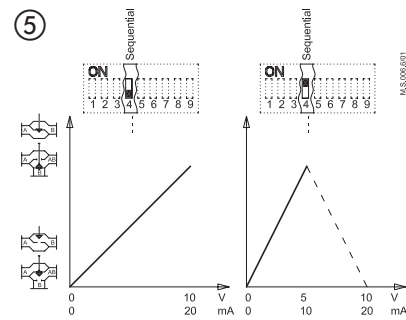 5
Sequential
Sequential
M.S.006.6/01
ON
1 2 3 4 5 6 7 8 9
ON
1 2 3 4 5 6 7 8 9
A B
A AB
B
A B
A AB
B
0 10 V
0 20 mA
0 5 10 V
0 10 20 mA